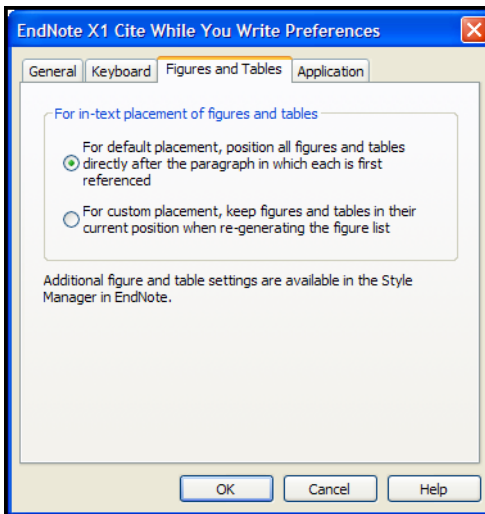 EndNote X1 Cite While You Write Preferences
General Keyboard Figures and Tables Application
For in-text placement of figures and tables
For default placement, position all figures and tables
directly after the paragraph in which each is first
referenced
For custom placement, keep figures and tables in their
current position when re-generating the figure list
Additional figure and table settings are available in the Style
Manager in EndNote.
OK Cancel Help